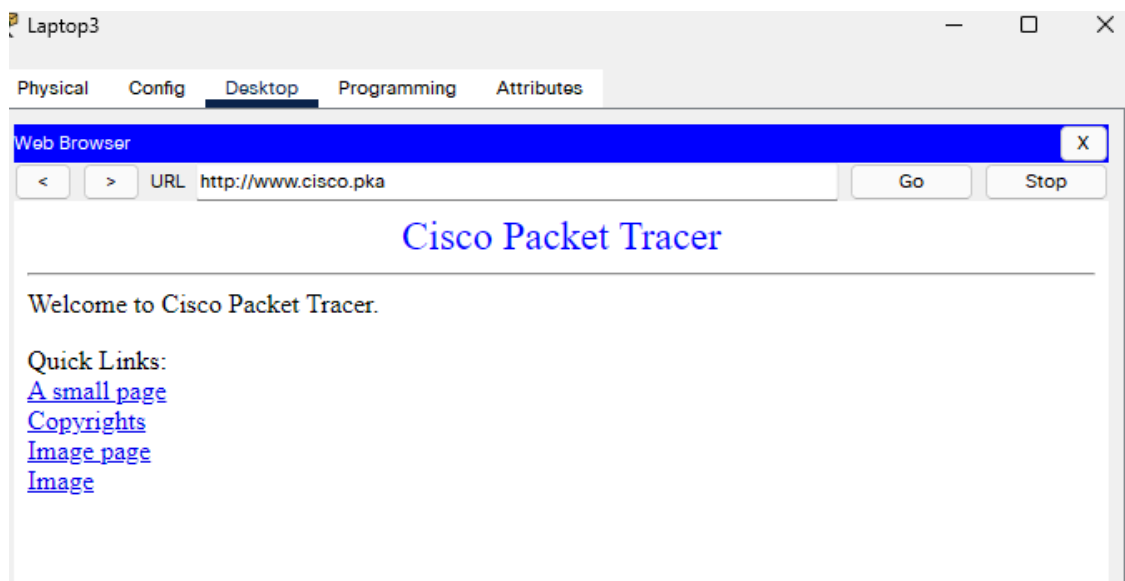 Laptop3
Physical Config Desktop Programming Attributes
Web Browser X
< > URL http://www.cisco.pka Go Stop
Cisco Packet Tracer
Welcome to Cisco Packet Tracer.
Quick Links:
A small page
Copyrights
Image page
Image